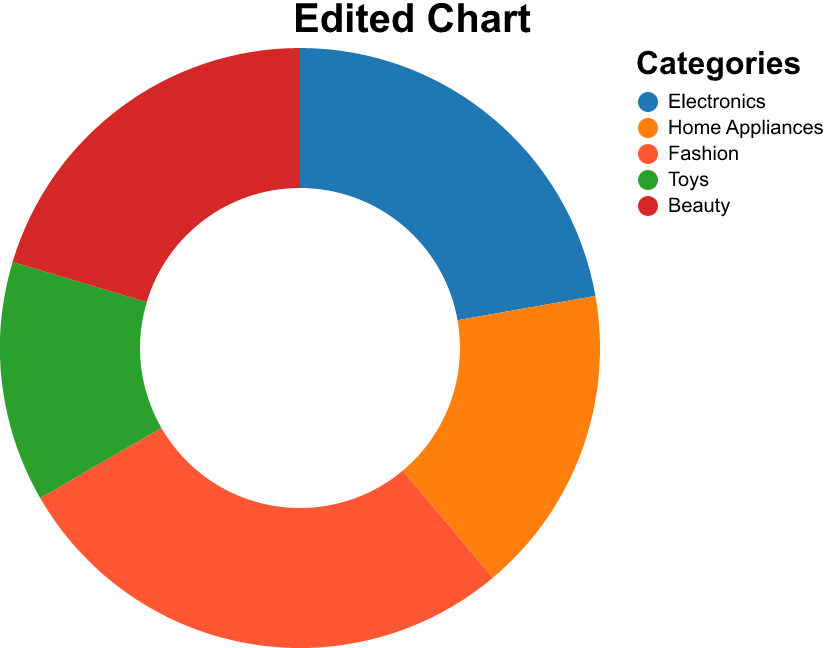 Edited Chart
Categories
Electronics
Home Appliances
Fashion
Toys
Beauty